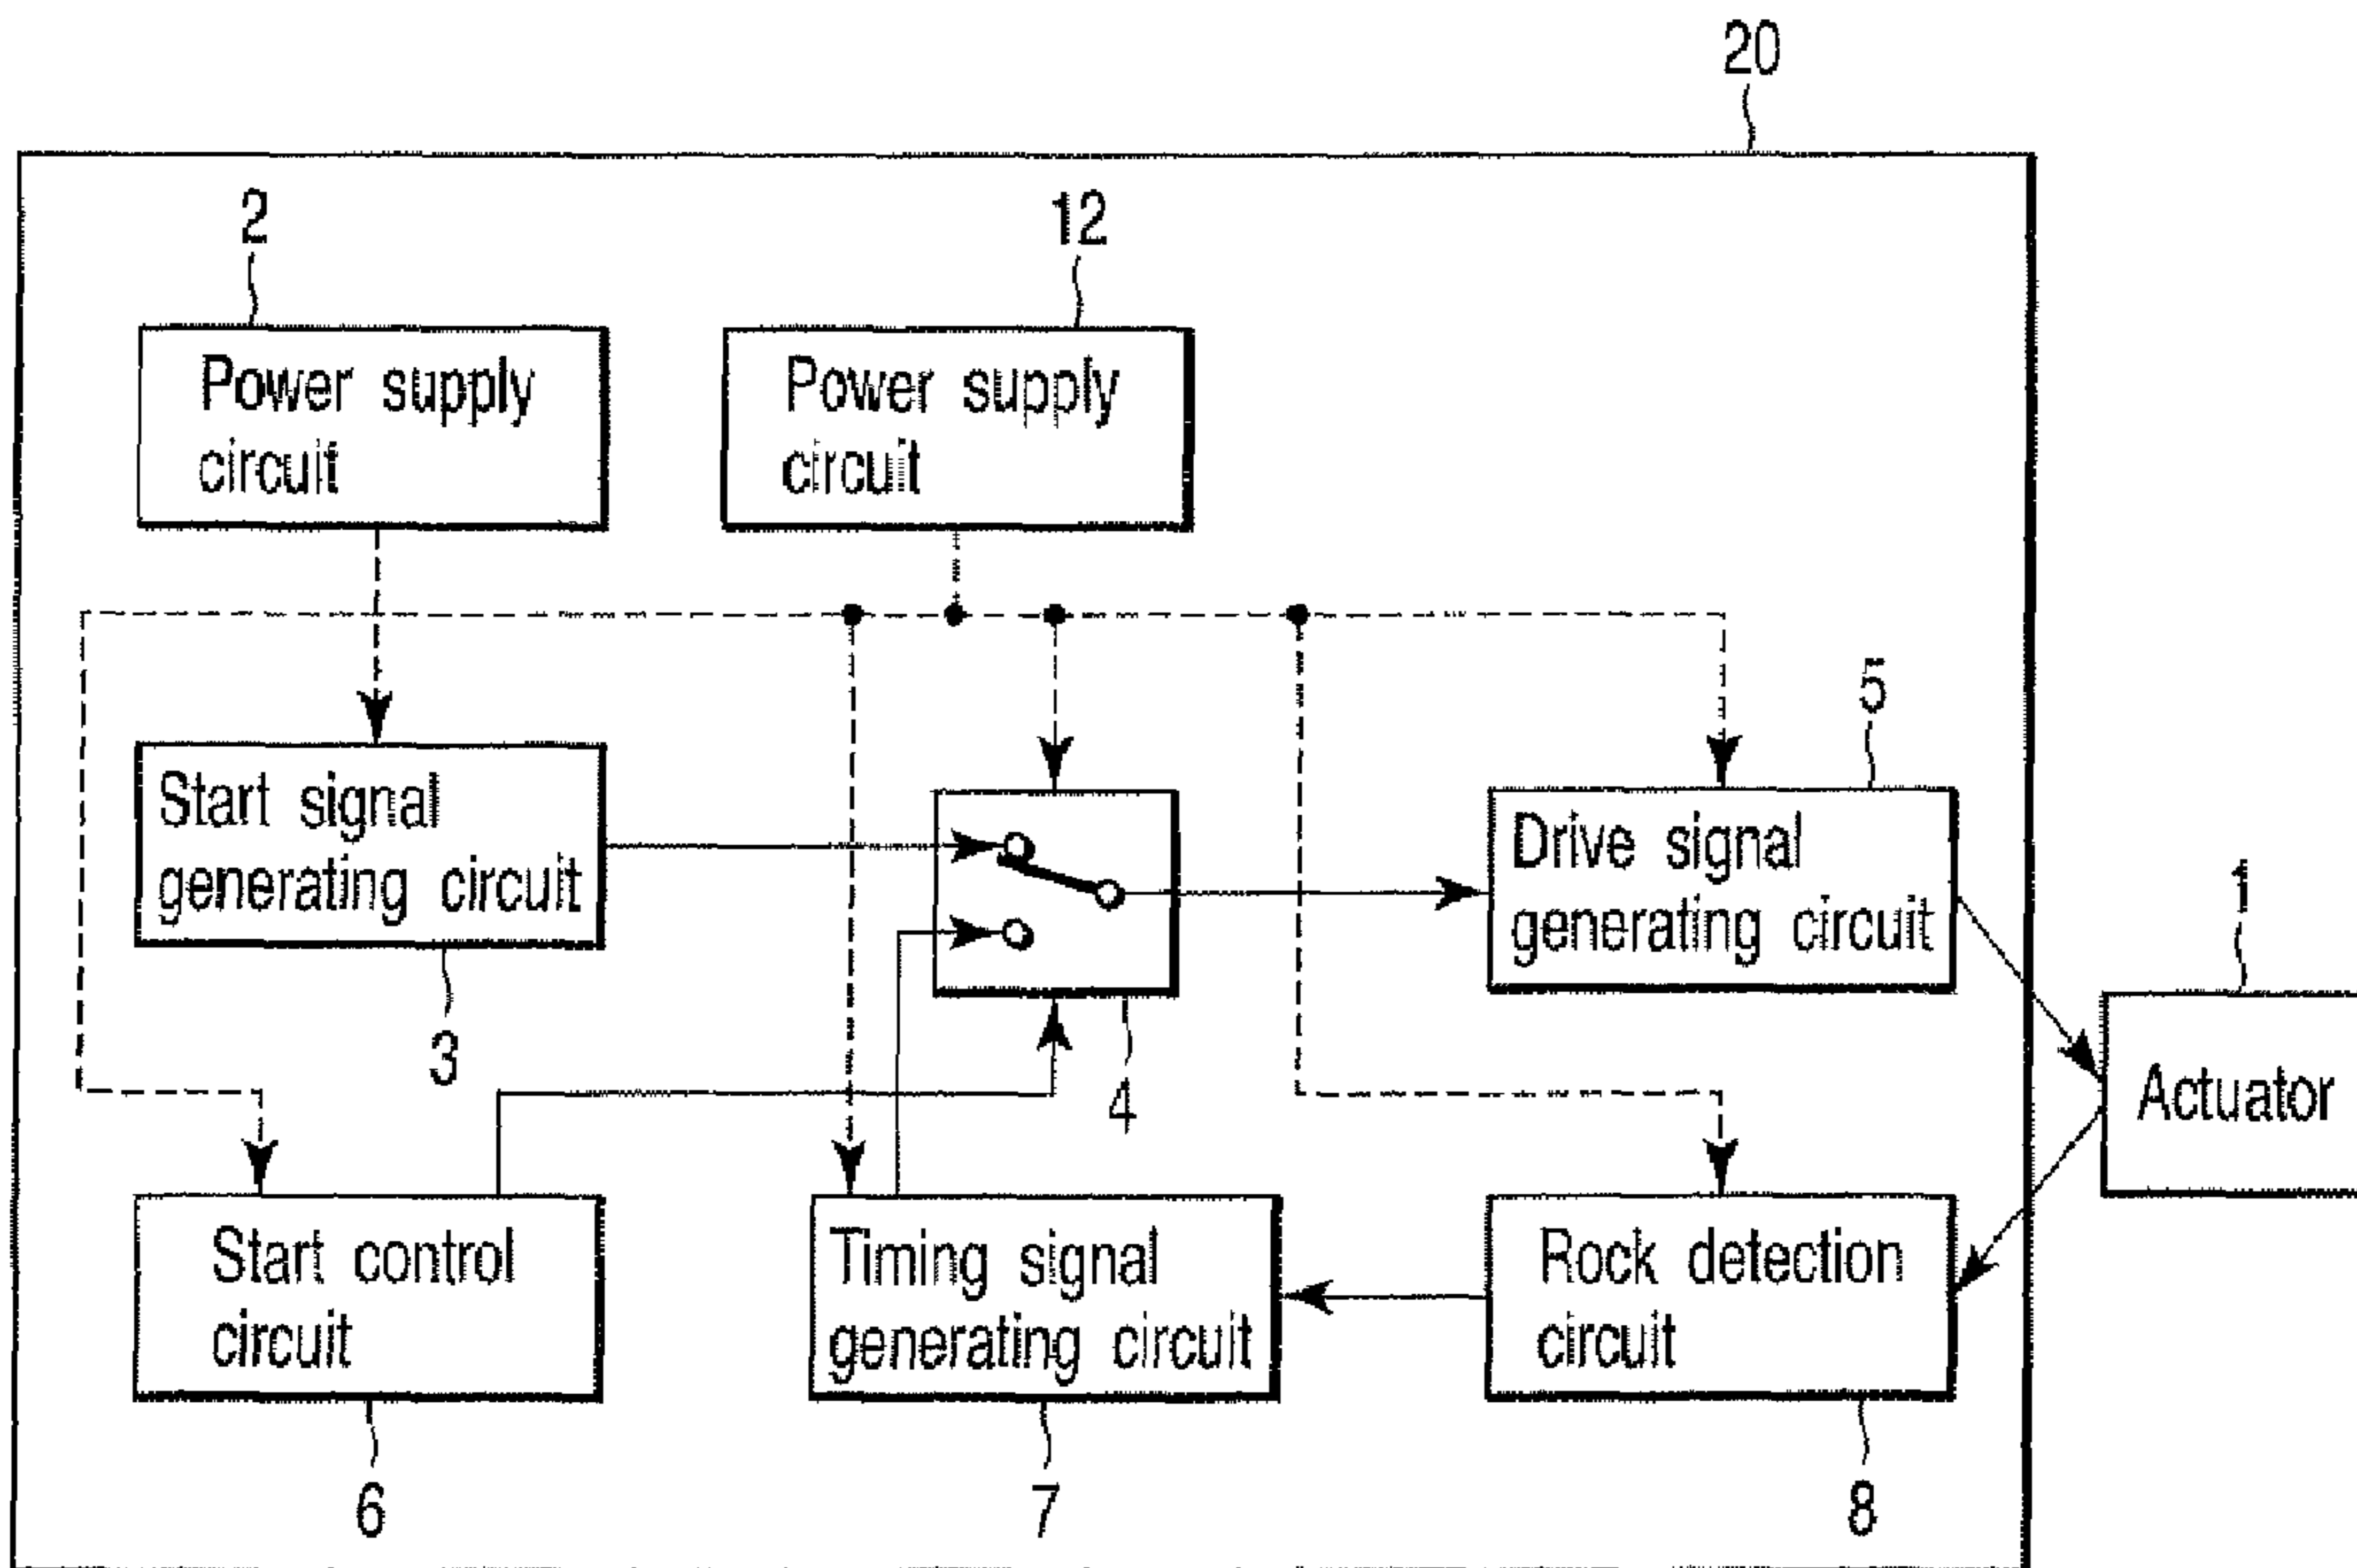 20
2
12
Power supply
circuit
Power supply
circuit
5
Start signal
generating circuit
Drive signal
generating circuit
1
3
4
Actuator
Start control
circuit
Timing signal
generating circuit
Rock detection
circuit
6
7
8